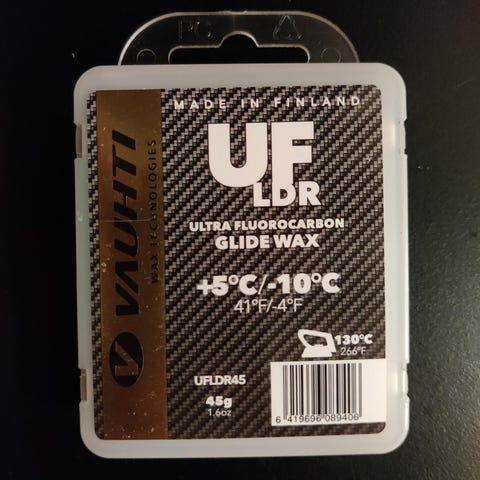 PC
MADE IN FINLAND
UF
LDR
ULTRA FLUOROCARBON
GLIDE WAX
+5°C/-10°C
41°F/-4°F
130°C
266°F
UFLDR45
45g
1.6oz
6 419696 089406
VAUHTI
WAX TECHNOLOGIES